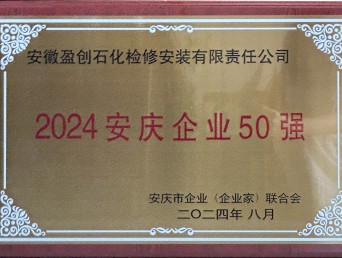 安徽盈创石化检修安装有限责任公司
2024安庆企业50强
安庆市企业（企业家）联合会
二〇二四年八月